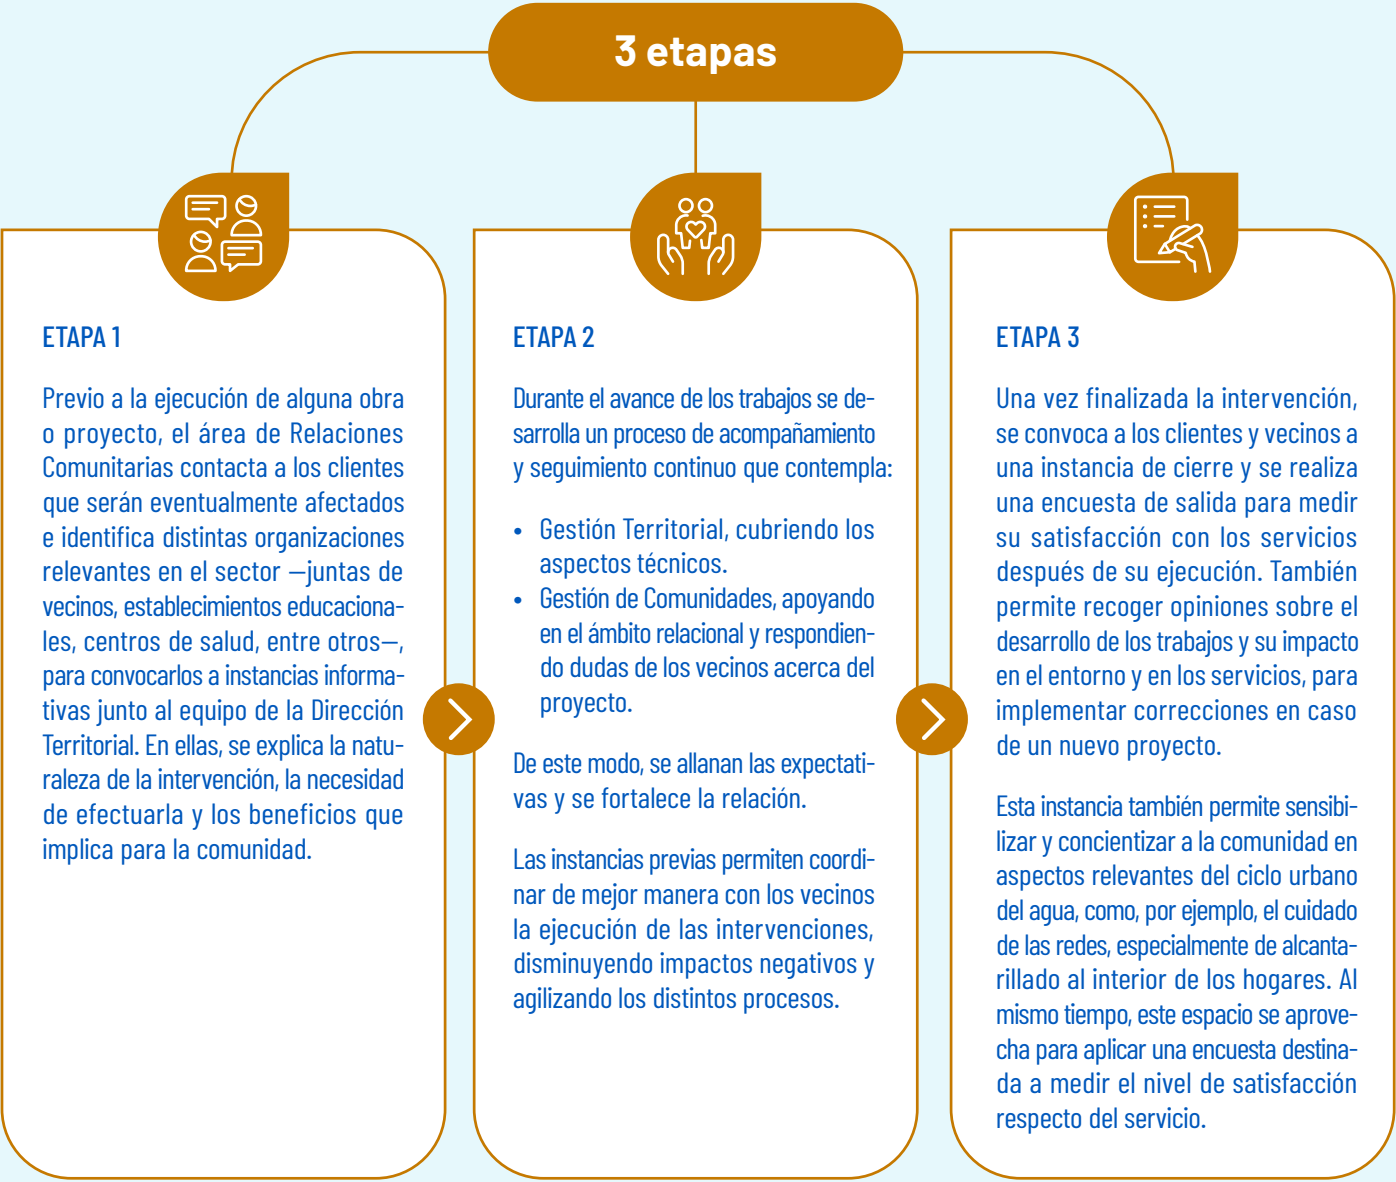 3 etapas
ETAPA 1
Previo a la ejecución de alguna obra
o proyecto, el área de Relaciones
Comunitarias contacta a los clientes
que serán eventualmente afectados
e identifica distintas organizaciones
relevantes en el sector —juntas de
vecinos, establecimientos educaciona-
les, centros de salud, entre otros—,
para convocarlos a instancias informa-
tivas junto al equipo de la Dirección
Territorial. En ellas, se explica la natu-
raleza de la intervención, la necesidad
de efectuarla y los beneficios que
implica para la comunidad.
ETAPA 2
Durante el avance de los trabajos se de-
sarrolla un proceso de acompañamiento
y seguimiento continuo que contempla:
• Gestión Territorial, cubriendo los
aspectos técnicos.
• Gestión de Comunidades, apoyando
en el ámbito relacional y respondien-
do dudas de los vecinos acerca del
proyecto.
De este modo, se allanan las expectati-
vas y se fortalece la relación.
Las instancias previas permiten coordi-
nar de mejor manera con los vecinos
la ejecución de las intervenciones,
disminuyendo impactos negativos y
agilizando los distintos procesos.
ETAPA 3
Una vez finalizada la intervención,
se convoca a los clientes y vecinos a
una instancia de cierre y se realiza
una encuesta de salida para medir
su satisfacción con los servicios
después de su ejecución. También
permite recoger opiniones sobre el
desarrollo de los trabajos y su impacto
en el entorno y en los servicios, para
implementar correcciones en caso
de un nuevo proyecto.
Esta instancia también permite sensibi-
lizar y concientizar a la comunidad en
aspectos relevantes del ciclo urbano
del agua, como, por ejemplo, el cuidado
de las redes, especialmente de alcanta-
rillado al interior de los hogares. Al
mismo tiempo, este espacio se aprove-
cha para aplicar una encuesta destina-
da a medir el nivel de satisfacción
respecto del servicio.